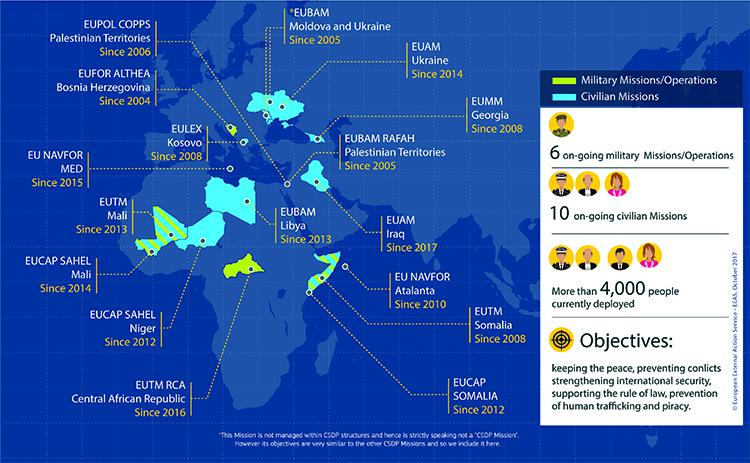 EUPOL COPPS
Palestinian Territories
Since 2006
*EUBAM
Moldova and Ukraine
Since 2005
EUAM
Ukraine
Since 2014
EUFOR ALTHEA
Bosnia Herzegovina
Since 2004
EUMM
Georgia
Since 2008
EULEX
Kosovo
Since 2008
EUBAM RAFAH
Palestinian Territories
Since 2005
EU NAVFOR
MED
Since 2015
EUTM
Mali
Since 2013
EUBAM
Libya
Since 2013
EUAM
Iraq
Since 2017
EUCAP SAHEL
Mali
Since 2014
EU NAVFOR
Atalanta
Since 2010
EUCAP SAHEL
Niger
Since 2012
EUTM
Somalia
Since 2008
EUTM RCA
Central African Republic
Since 2016
EUCAP
SOMALIA
Since 2012
Military Missions/Operations
Civilian Missions
6 on-going military Missions/Operations
10 on-going civilian Missions
More than 4,000 people
currently deployed
Objectives:
keeping the peace, preventing conlicts
strengthening international security,
supporting the rule of law, prevention
of human trafficking and piracy.
© European External Action Service - EEAS. October 2017
*This Mission is not managed within CSDP structures and hence is strictly speaking not a "CSDP Mission".
However its objectives are very similar to the other CSDP Missions and so we include it here.